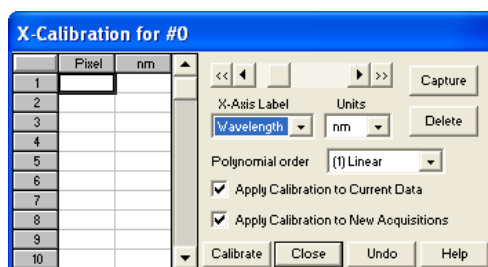 X-Calibration for #0
Pixel nm
1
2
3
4
5
6
7
8
9
10
<< >> Capture
X-Axis Label Units
Wavelength nm Delete
Polynomial order (1) Linear
Apply Calibration to Current Data
Apply Calibration to New Acquisitions
Calibrate Close Undo Help